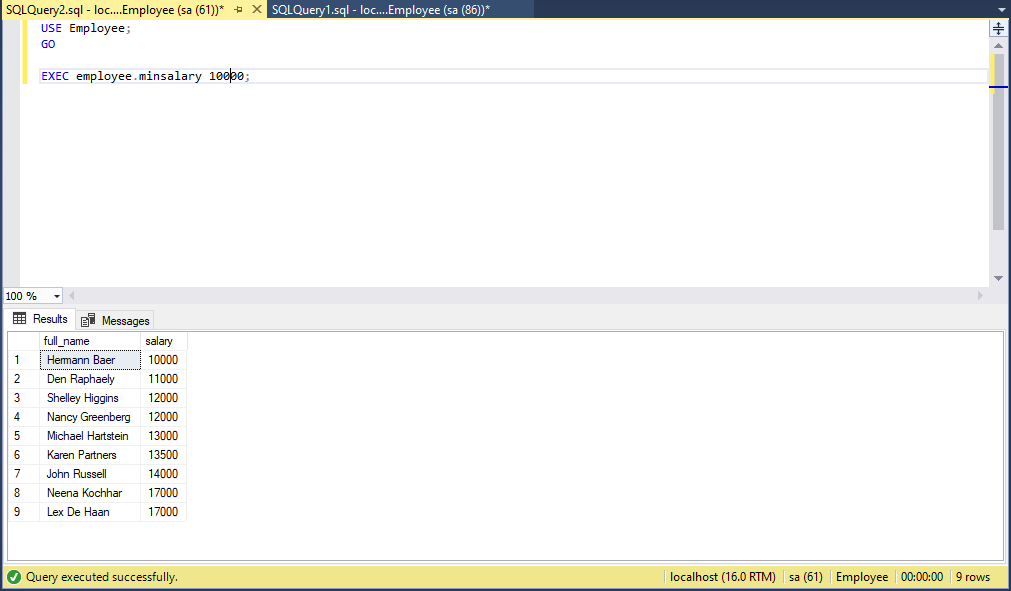 SQLQuery2.sql - loc....Employee (sa (61))* SQLQuery1.sql - loc....Employee (sa (86))*
USE Employee;
GO
EXEC employee.minsalary 10000;
100 %
Results Messages
full_name salary
1 Hermann Baer 10000
2 Den Raphaely 11000
3 Shelley Higgins 12000
4 Nancy Greenberg 12000
5 Michael Hartstein 13000
6 Karen Partners 13500
7 John Russell 14000
8 Neena Kochhar 17000
9 Lex De Haan 17000
Query executed successfully. localhost (16.0 RTM) sa (61) Employee 00:00:00 9 rows